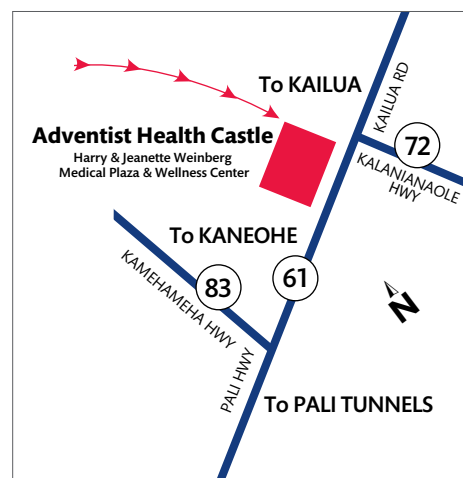 To KAILUA
KAILUA RD
Adventist Health Castle
Harry & Jeanette Weinberg
Medical Plaza & Wellness Center
72
KALANIANAOLE
HWY
To KANEOHE
83
61
KAMEHAMEHA HWY
N
PALI HWY
To PALI TUNNELS